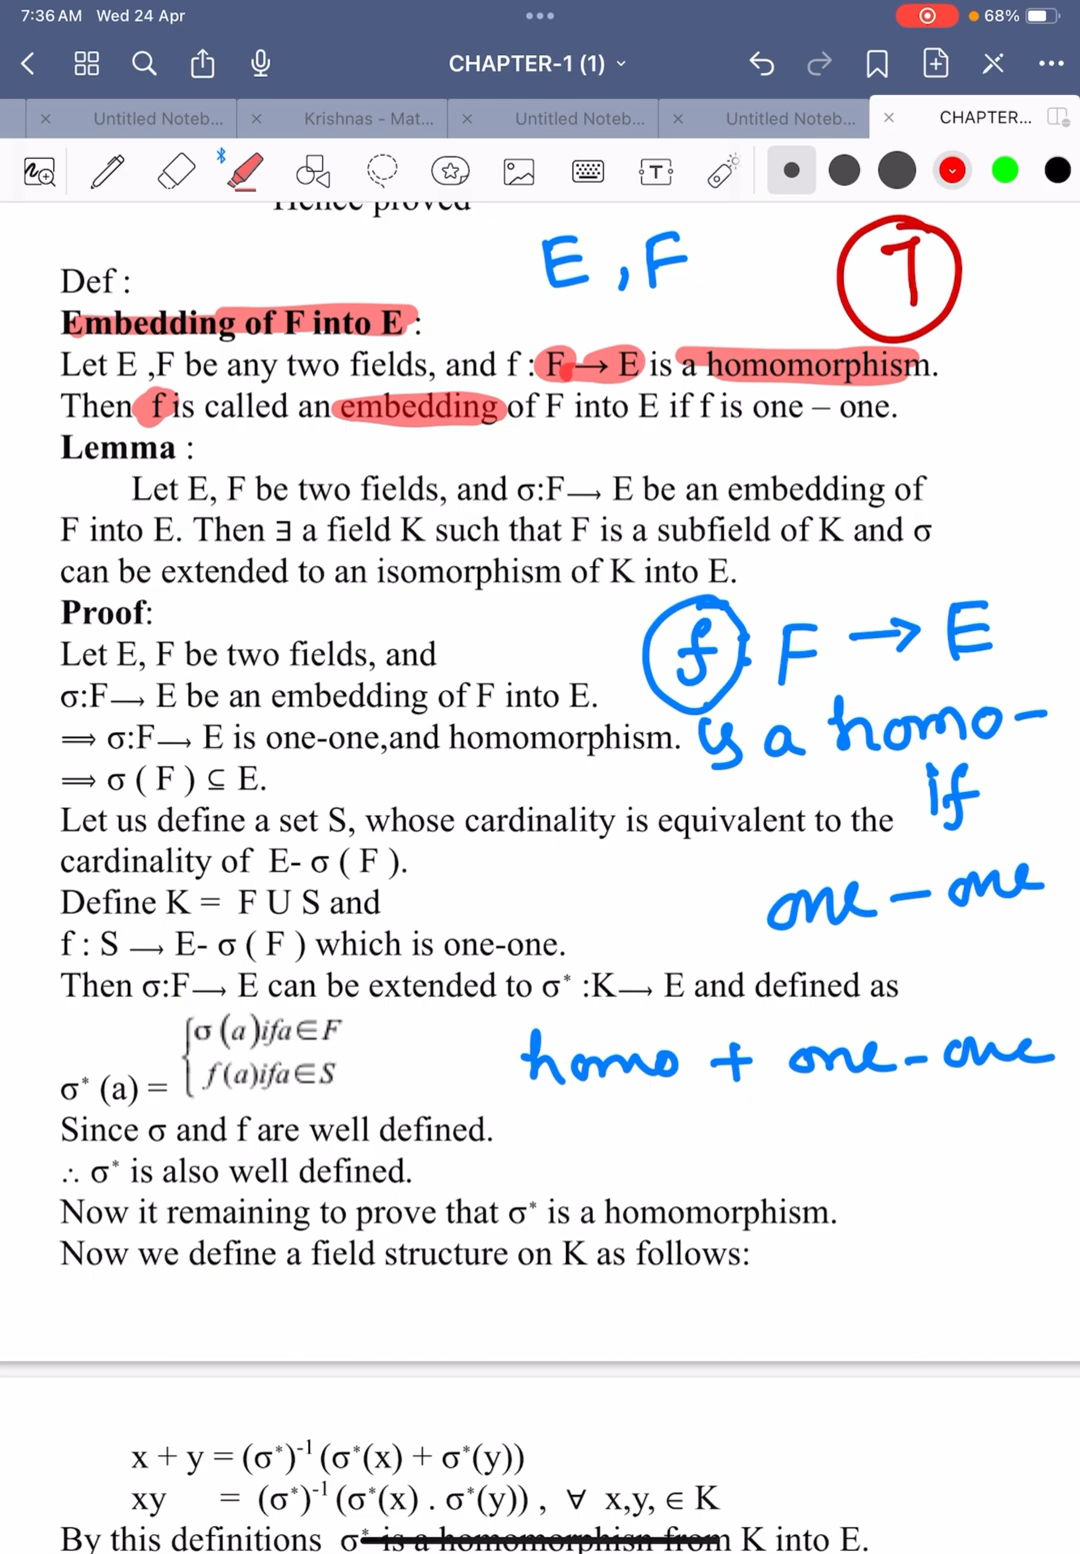 7:36 AM Wed 24 Apr
68%
CHAPTER-1 (1)
Untitled Noteb...
Krishnas - Mat...
Untitled Noteb...
Untitled Noteb...
CHAPTER...
Hence proved
E , F
Def :
Embedding of F into E :
Let E ,F be any two fields, and f : F → E is a homomorphism.
Then f is called an embedding of F into E if f is one – one.
Lemma :
Let E, F be two fields, and σ:F→ E be an embedding of
F into E. Then ∃ a field K such that F is a subfield of K and σ
can be extended to an isomorphism of K into E.
Proof:
f : F → E
Let E, F be two fields, and
σ:F→ E be an embedding of F into E.
⟹ σ:F→ E is one-one,and homomorphism.
is a homo-
⟹ σ ( F ) ⊆ E.
if
Let us define a set S, whose cardinality is equivalent to the
cardinality of E- σ ( F ).
one - one
Define K = F U S and
f : S → E- σ ( F ) which is one-one.
Then σ:F→ E can be extended to σ* :K→ E and defined as
σ* (a) = { σ (a)ifa∈F
f(a)ifa∈S
homo + one-one
Since σ and f are well defined.
∴ σ* is also well defined.
Now it remaining to prove that σ* is a homomorphism.
Now we define a field structure on K as follows:
x + y = (σ*)⁻¹ (σ*(x) + σ*(y))
xy = (σ*)⁻¹ (σ*(x) . σ*(y)) , ∀ x,y, ∈ K
By this definitions σ* is a homomorphisn from K into E.